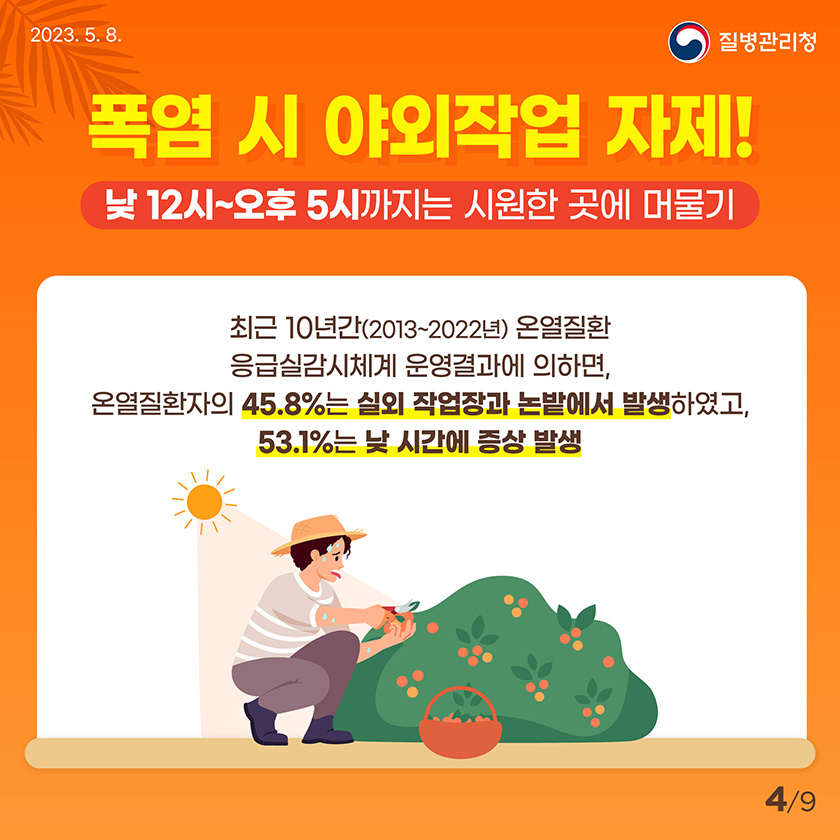 2023. 5. 8.
질병관리청
폭염 시 야외작업 자제!
낮 12시~오후 5시까지는 시원한 곳에 머물기
최근 10년간(2013~2022년) 온열질환
응급실감시체계 운영결과에 의하면,
온열질환자의 45.8%는 실외 작업장과 논밭에서 발생하였고,
53.1%는 낮 시간에 증상 발생
4/9